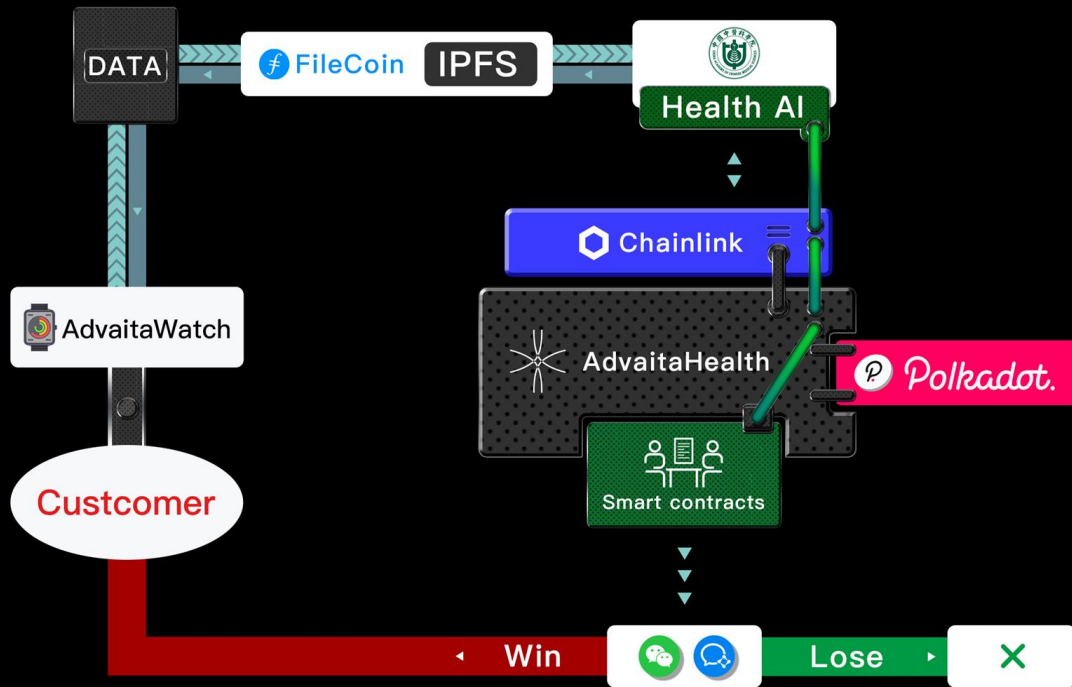 DATA
FileCoin IPFS
Health AI
Chainlink
AdvaitaWatch
AdvaitaHealth
Polkadot.
Custcomer
Smart contracts
Win
Lose